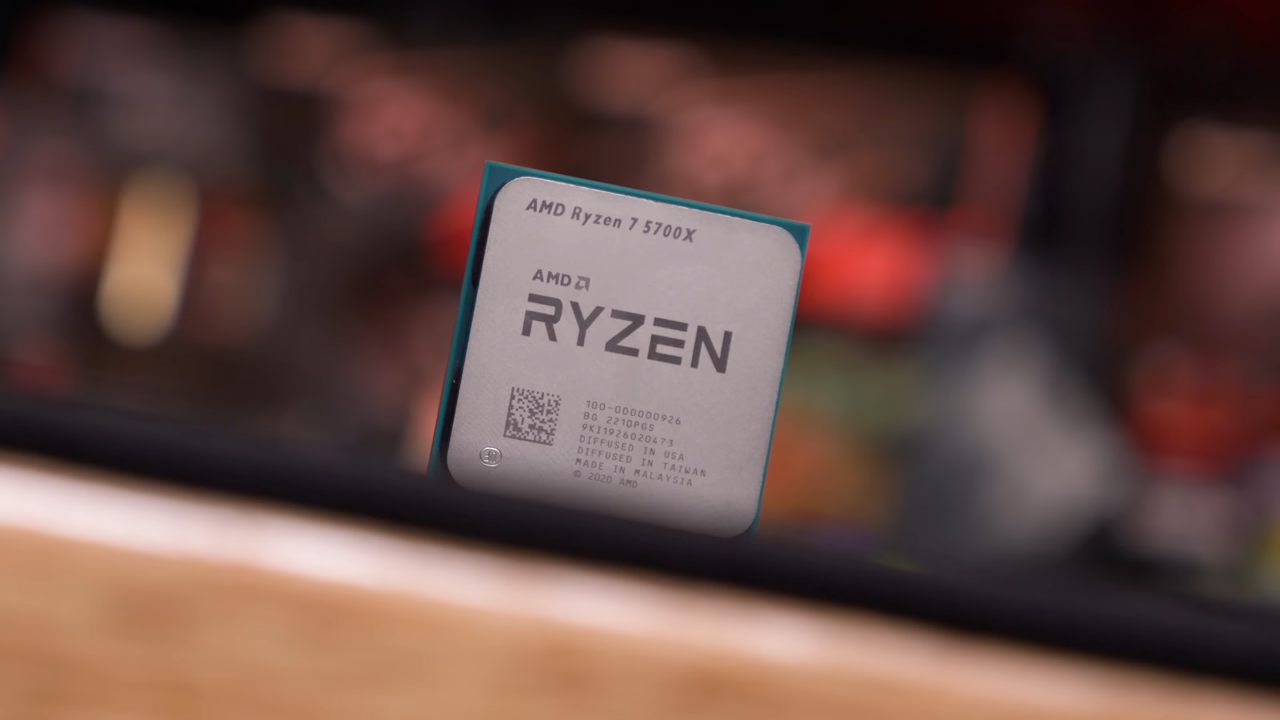 AMD Ryzen 7 5700X
AMD
RYZEN
100-000000926
BG 2210PGS
9KI1926020473
DIFFUSED IN USA
DIFFUSED IN TAIWAN
MADE IN MALAYSIA
© 2020 AMD